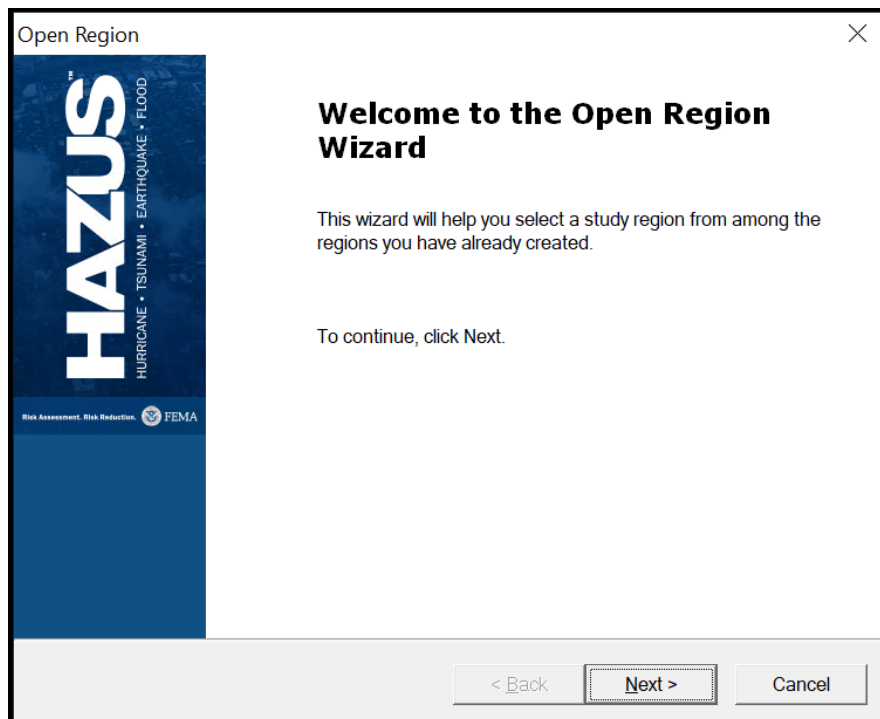 Open Region
HAZUS™
HURRICANE • TSUNAMI • EARTHQUAKE • FLOOD
Risk Assessment. Risk Reduction. FEMA
Welcome to the Open Region
Wizard
This wizard will help you select a study region from among the
regions you have already created.
To continue, click Next.
< Back
Next >
Cancel